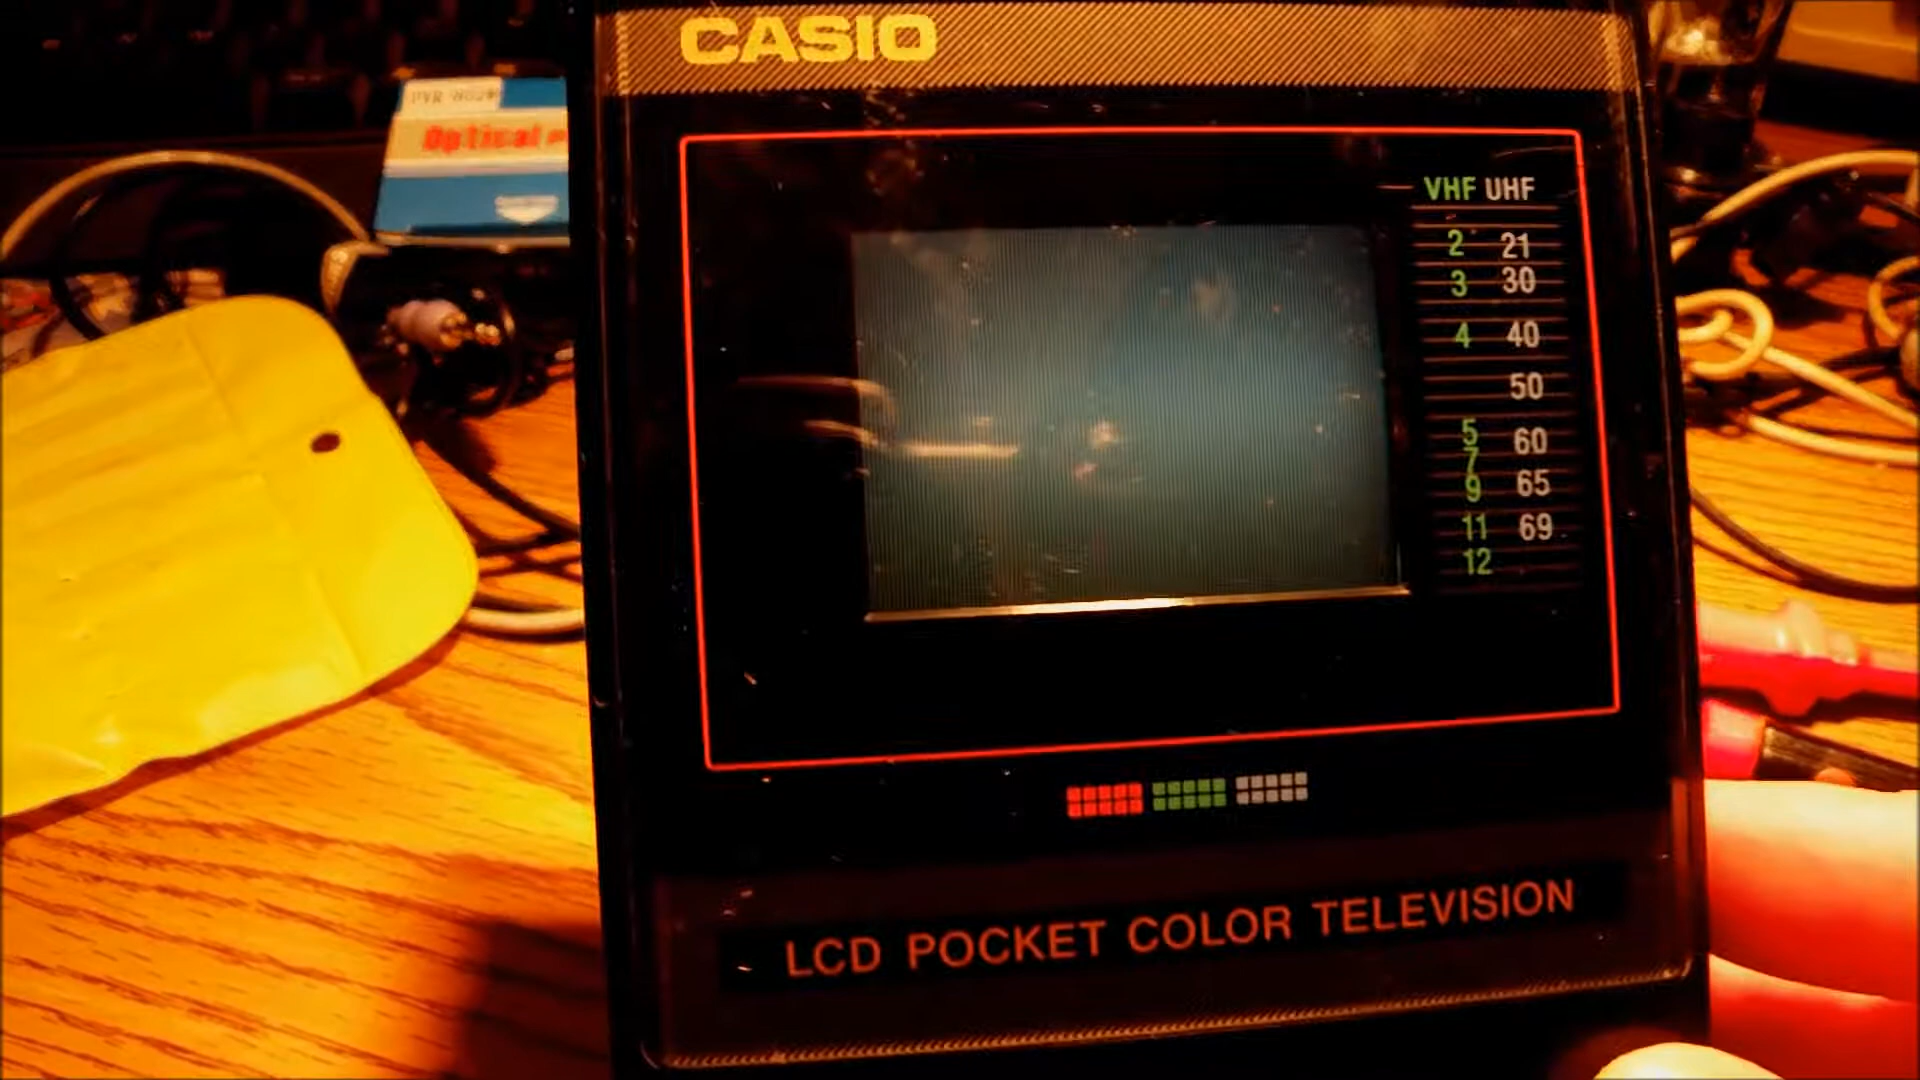 CASIO
Optical
VHF UHF
2 21
3 30
4 40
50
5 60
7
9 65
11 69
12
LCD POCKET COLOR TELEVISION